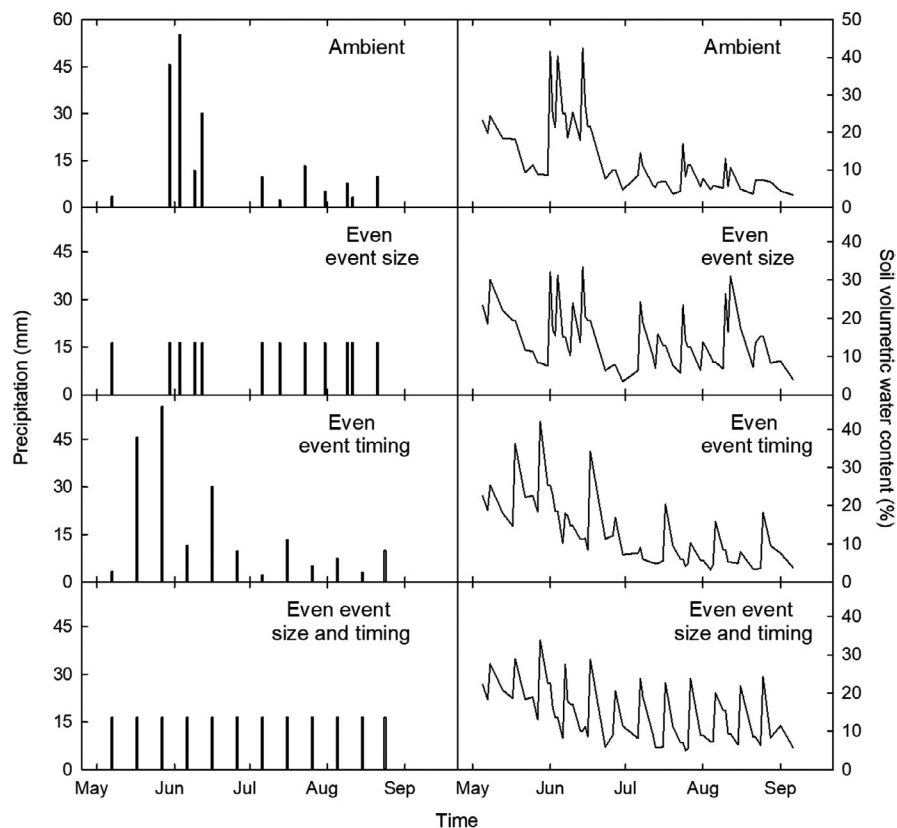 60
45
30
15
0
Ambient
Ambient
50
40
30
20
10
0
45
30
15
0
Even
event size
Even
event size
40
30
20
10
0
45
30
15
0
Even
event timing
Even
event timing
40
30
20
10
0
45
30
15
0
Even event
size and timing
Even event
size and timing
40
30
20
10
0
May Jun Jul Aug Sep
May Jun Jul Aug Sep
Time
Precipitation (mm)
Soil volumetric water content (%)